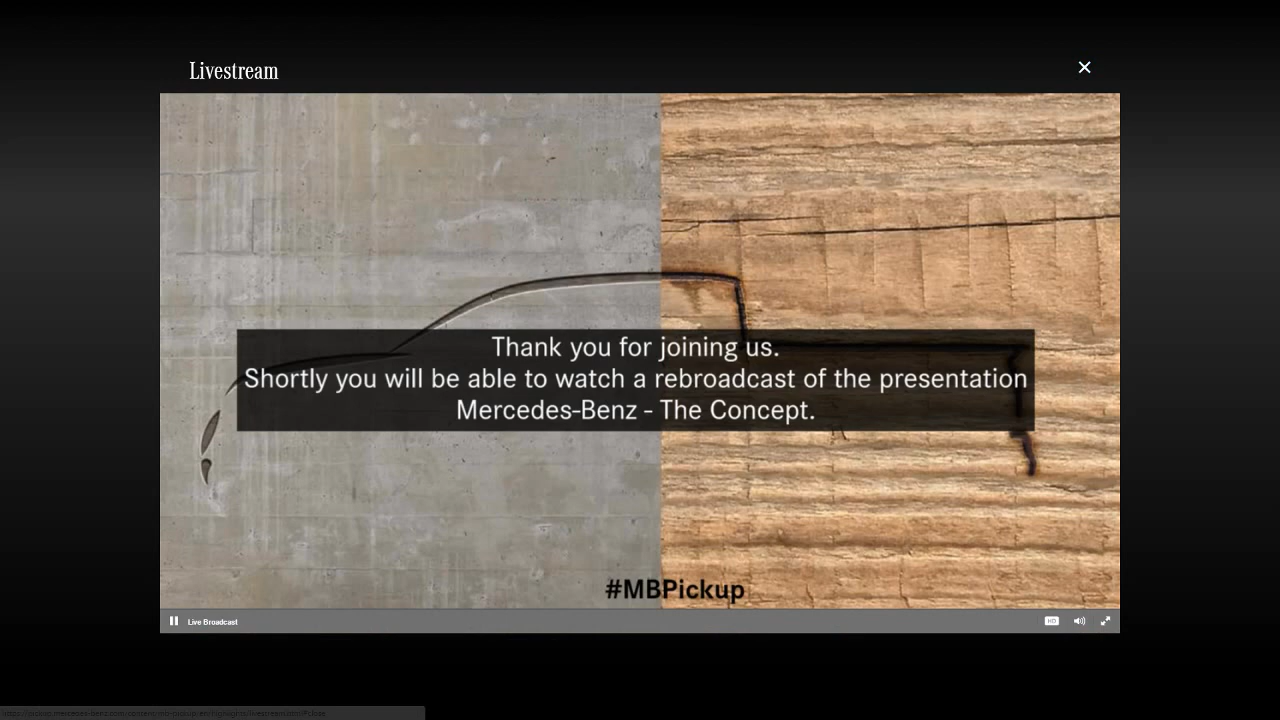 Livestream
Thank you for joining us.
Shortly you will be able to watch a rebroadcast of the presentation
Mercedes-Benz - The Concept.
#MBPickup
Live Broadcast
HD